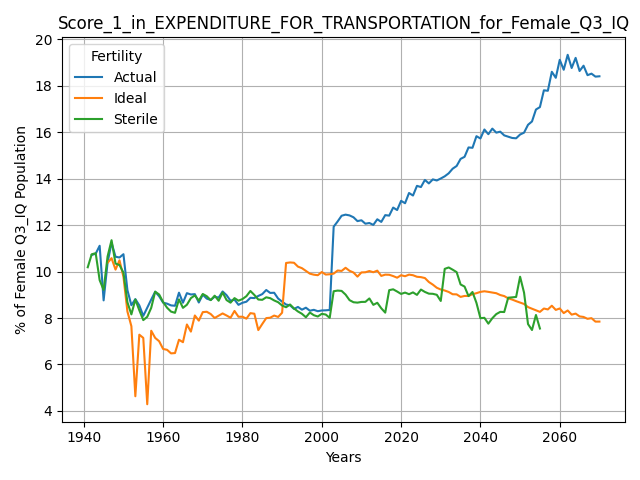 Score_1_in_EXPENDITURE_FOR_TRANSPORTATION_for_Female_Q3_IQ
Fertility
Actual
Ideal
Sterile
% of Female Q3_IQ Population
20
18
16
14
12
10
8
6
4
1940
1960
1980
2000
2020
2040
2060
Years